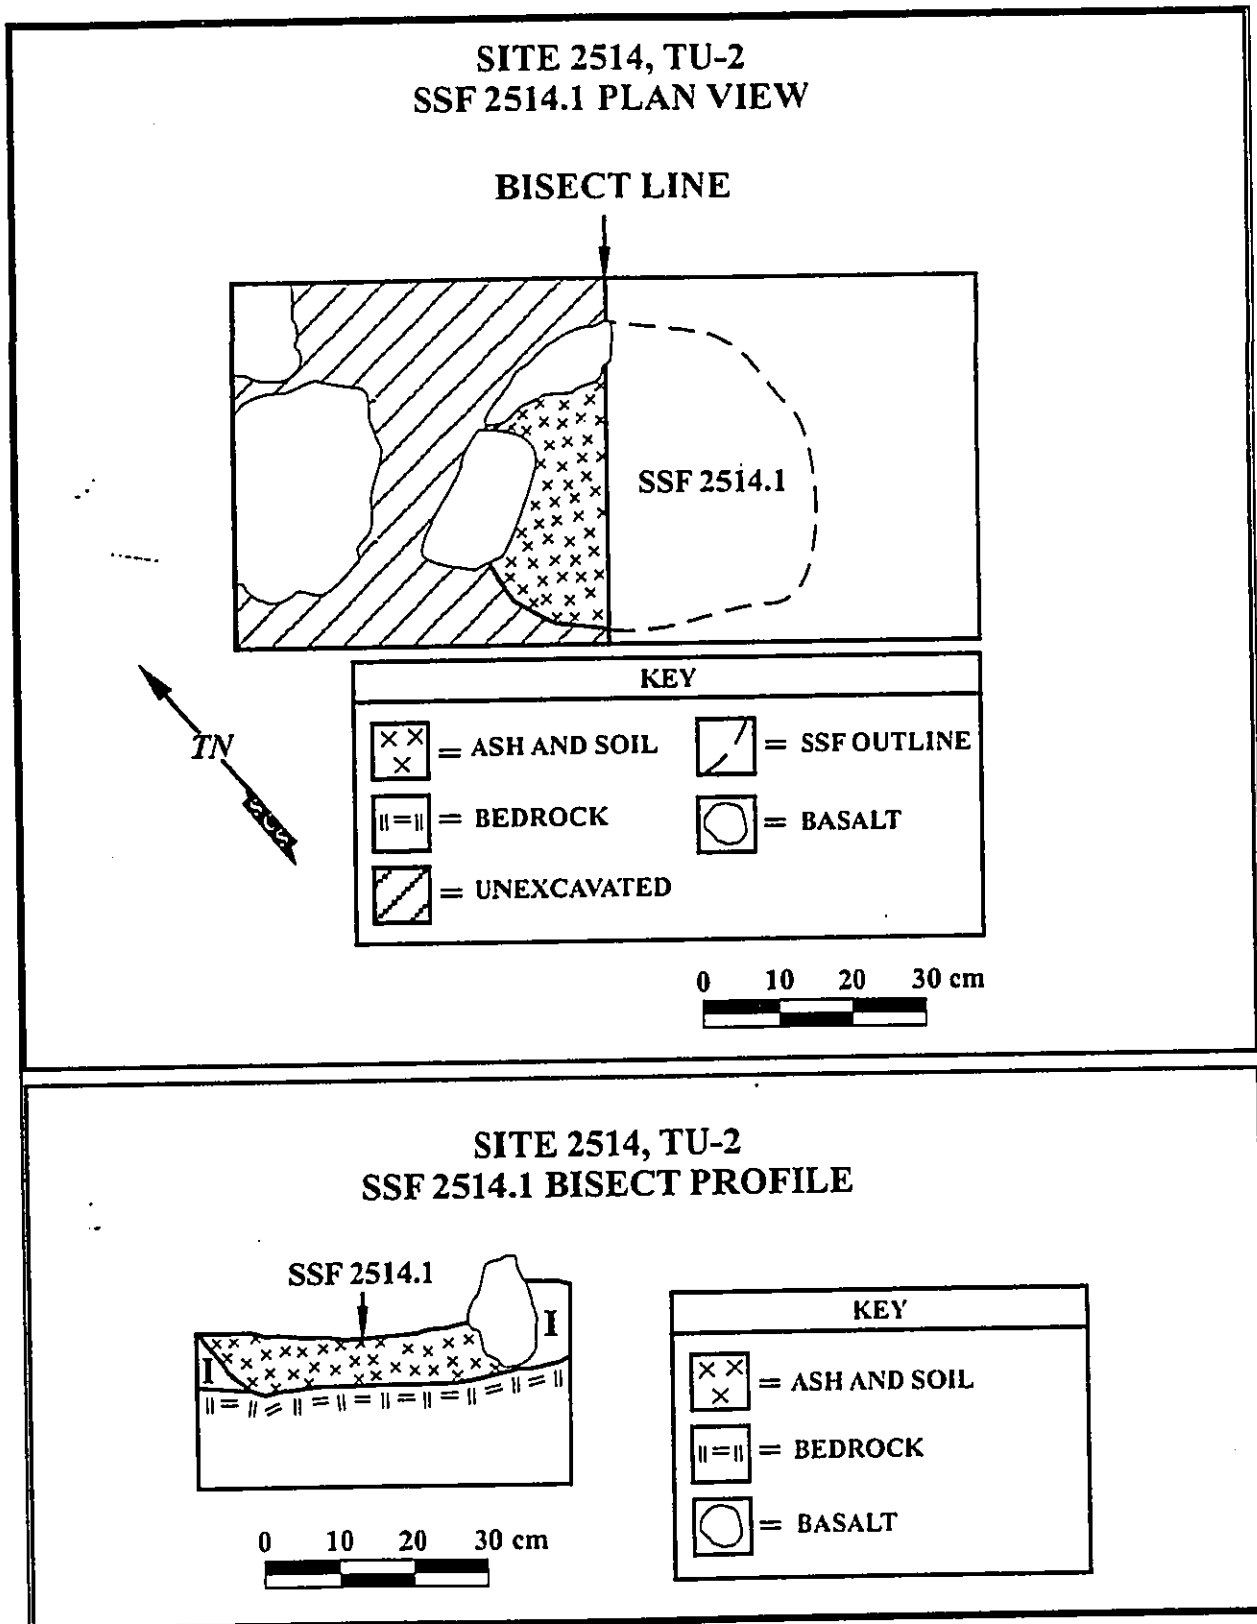 SITE 2514, TU-2
SSF 2514.1 PLAN VIEW
BISECT LINE
SSF 2514.1
TN
KEY
= ASH AND SOIL
= SSF OUTLINE
= BEDROCK
= BASALT
= UNEXCAVATED
0 10 20 30 cm
SITE 2514, TU-2
SSF 2514.1 BISECT PROFILE
SSF 2514.1
I
I
KEY
= ASH AND SOIL
= BEDROCK
= BASALT
0 10 20 30 cm